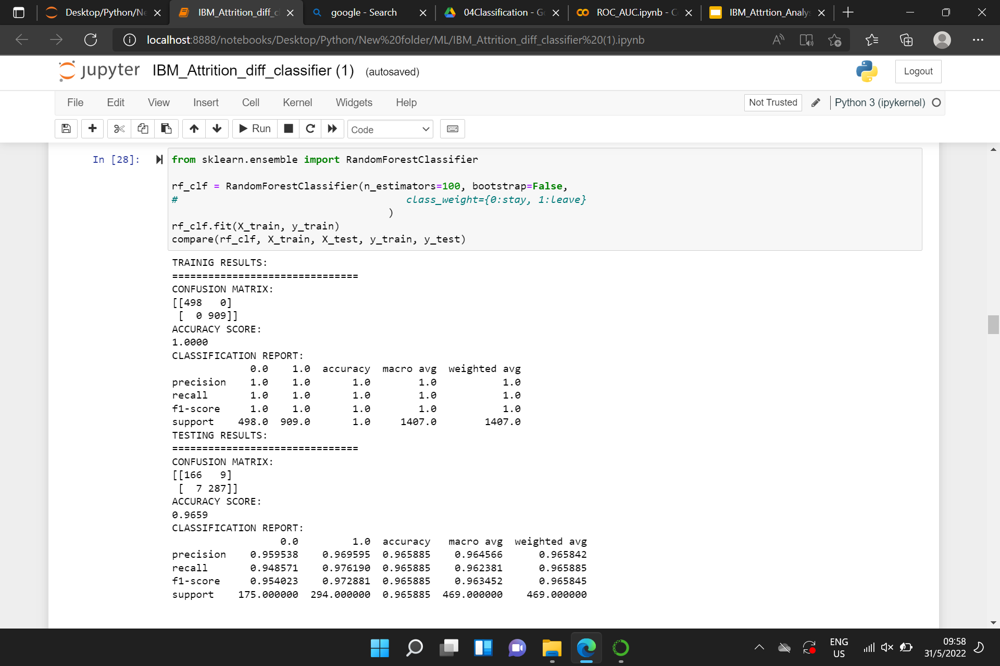 Desktop/Python/Ne
IBM_Attrition_diff_c
google - Search
04Classification - Go
ROC_AUC.ipynb - C
IBM_Attrtion_Analys
localhost:8888/notebooks/Desktop/Python/New%20folder/ML/IBM_Attrition_diff_classifier%20(1).ipynb
jupyter IBM_Attrition_diff_classifier (1) (autosaved)
Logout
File Edit View Insert Cell Kernel Widgets Help
Not Trusted
Python 3 (ipykernel)
Run
Code
In [28]:
from sklearn.ensemble import RandomForestClassifier
rf_clf = RandomForestClassifier(n_estimators=100, bootstrap=False,
#                                      class_weight={0:stay, 1:leave}
                                    )
rf_clf.fit(X_train, y_train)
compare(rf_clf, X_train, X_test, y_train, y_test)
TRAINIG RESULTS:
===============================
CONFUSION MATRIX:
[[498   0]
 [  0 909]]
ACCURACY SCORE:
1.0000
CLASSIFICATION REPORT:
             0.0    1.0  accuracy  macro avg  weighted avg
precision    1.0    1.0       1.0        1.0           1.0
recall       1.0    1.0       1.0        1.0           1.0
f1-score     1.0    1.0       1.0        1.0           1.0
support    498.0  909.0       1.0     1407.0        1407.0
TESTING RESULTS:
===============================
CONFUSION MATRIX:
[[166   9]
 [  7 287]]
ACCURACY SCORE:
0.9659
CLASSIFICATION REPORT:
                  0.0         1.0  accuracy   macro avg  weighted avg
precision    0.959538    0.969595  0.965885    0.964566      0.965842
recall       0.948571    0.976190  0.965885    0.962381      0.965885
f1-score     0.954023    0.972881  0.965885    0.963452      0.965845
support    175.000000  294.000000  0.965885  469.000000    469.000000
ENG
US
09:58
31/5/2022